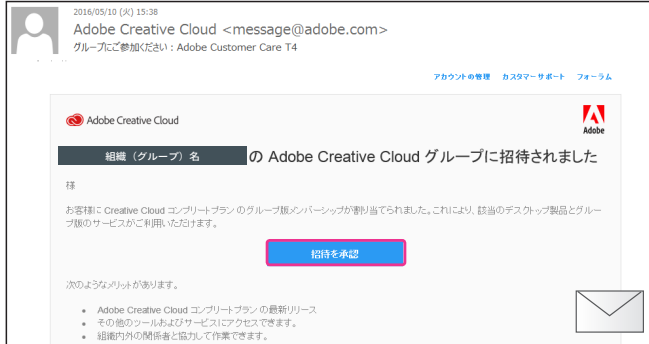 2016/05/10 (火) 15:38
Adobe Creative Cloud <message@adobe.com>
グループにご参加ください : Adobe Customer Care T4
アカウントの管理 カスタマーサポート フォーラム
Adobe Creative Cloud
Adobe
組織（グループ）名 の Adobe Creative Cloud グループに招待されました
様
お客様に Creative Cloud コンプリートプラン のグループ版メンバーシップが割り当てられました。これにより、該当のデスクトップ製品とグルー
プ版のサービスがご利用いただけます。
招待を承認
次のようなメリットがあります。
• Adobe Creative Cloud コンプリートプラン の最新リリース
• その他のツールおよびサービスにアクセスできます。
• 組織内外の関係者と協力して作業できます。